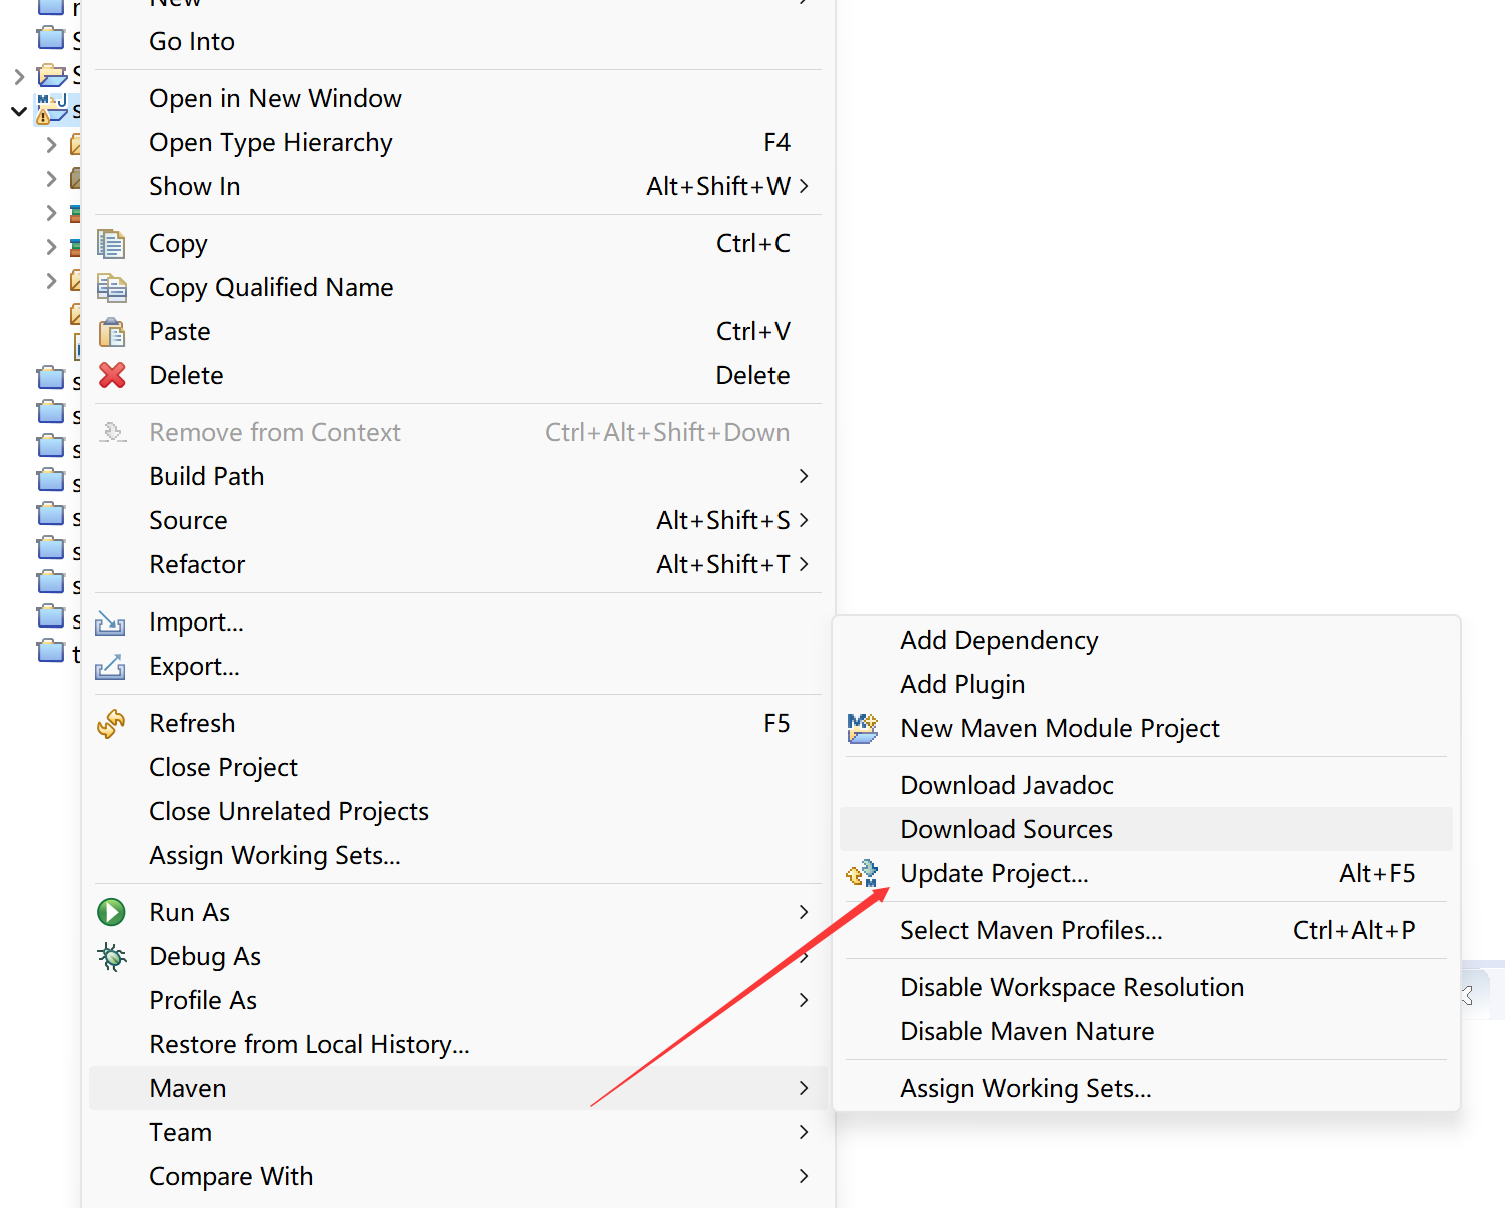 New
Go Into
Open in New Window
Open Type Hierarchy F4
Show In Alt+Shift+W
Copy Ctrl+C
Copy Qualified Name
Paste Ctrl+V
Delete Delete
Remove from Context Ctrl+Alt+Shift+Down
Build Path
Source Alt+Shift+S
Refactor Alt+Shift+T
Import...
Export...
Refresh F5
Close Project
Close Unrelated Projects
Assign Working Sets...
Run As
Debug As
Profile As
Restore from Local History...
Maven
Team
Compare With
Add Dependency
Add Plugin
New Maven Module Project
Download Javadoc
Download Sources
Update Project... Alt+F5
Select Maven Profiles... Ctrl+Alt+P
Disable Workspace Resolution
Disable Maven Nature
Assign Working Sets...